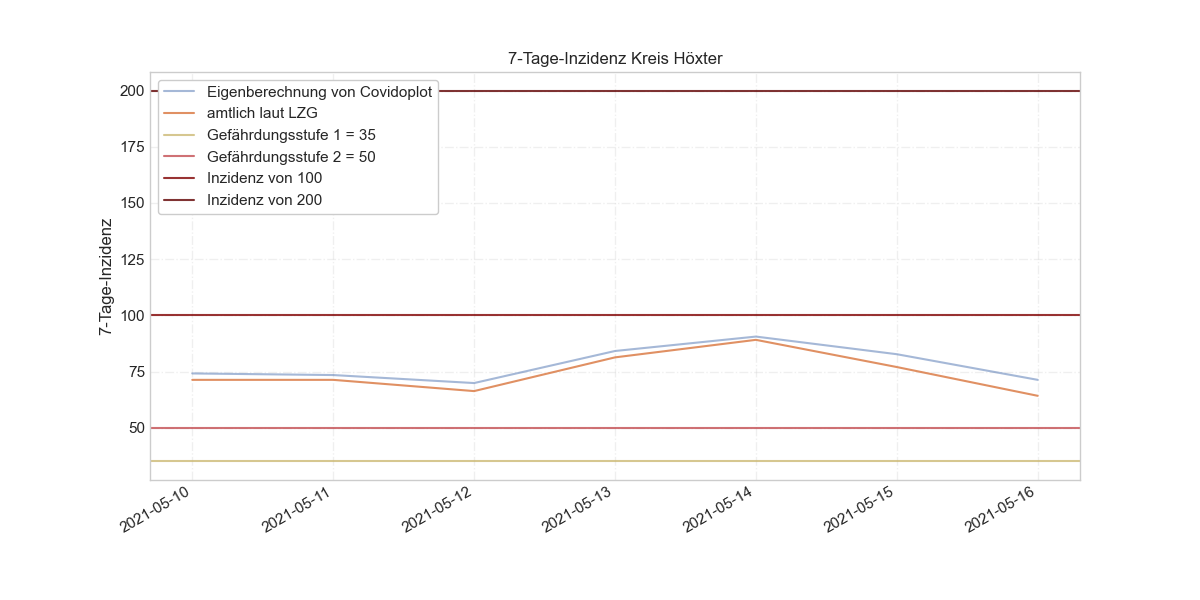 7-Tage-Inzidenz Kreis Höxter
Eigenberechnung von Covidoplot
amtlich laut LZG
Gefährdungsstufe 1 = 35
Gefährdungsstufe 2 = 50
Inzidenz von 100
Inzidenz von 200
7-Tage-Inzidenz
200
175
150
125
100
75
50
2021-05-10
2021-05-11
2021-05-12
2021-05-13
2021-05-14
2021-05-15
2021-05-16